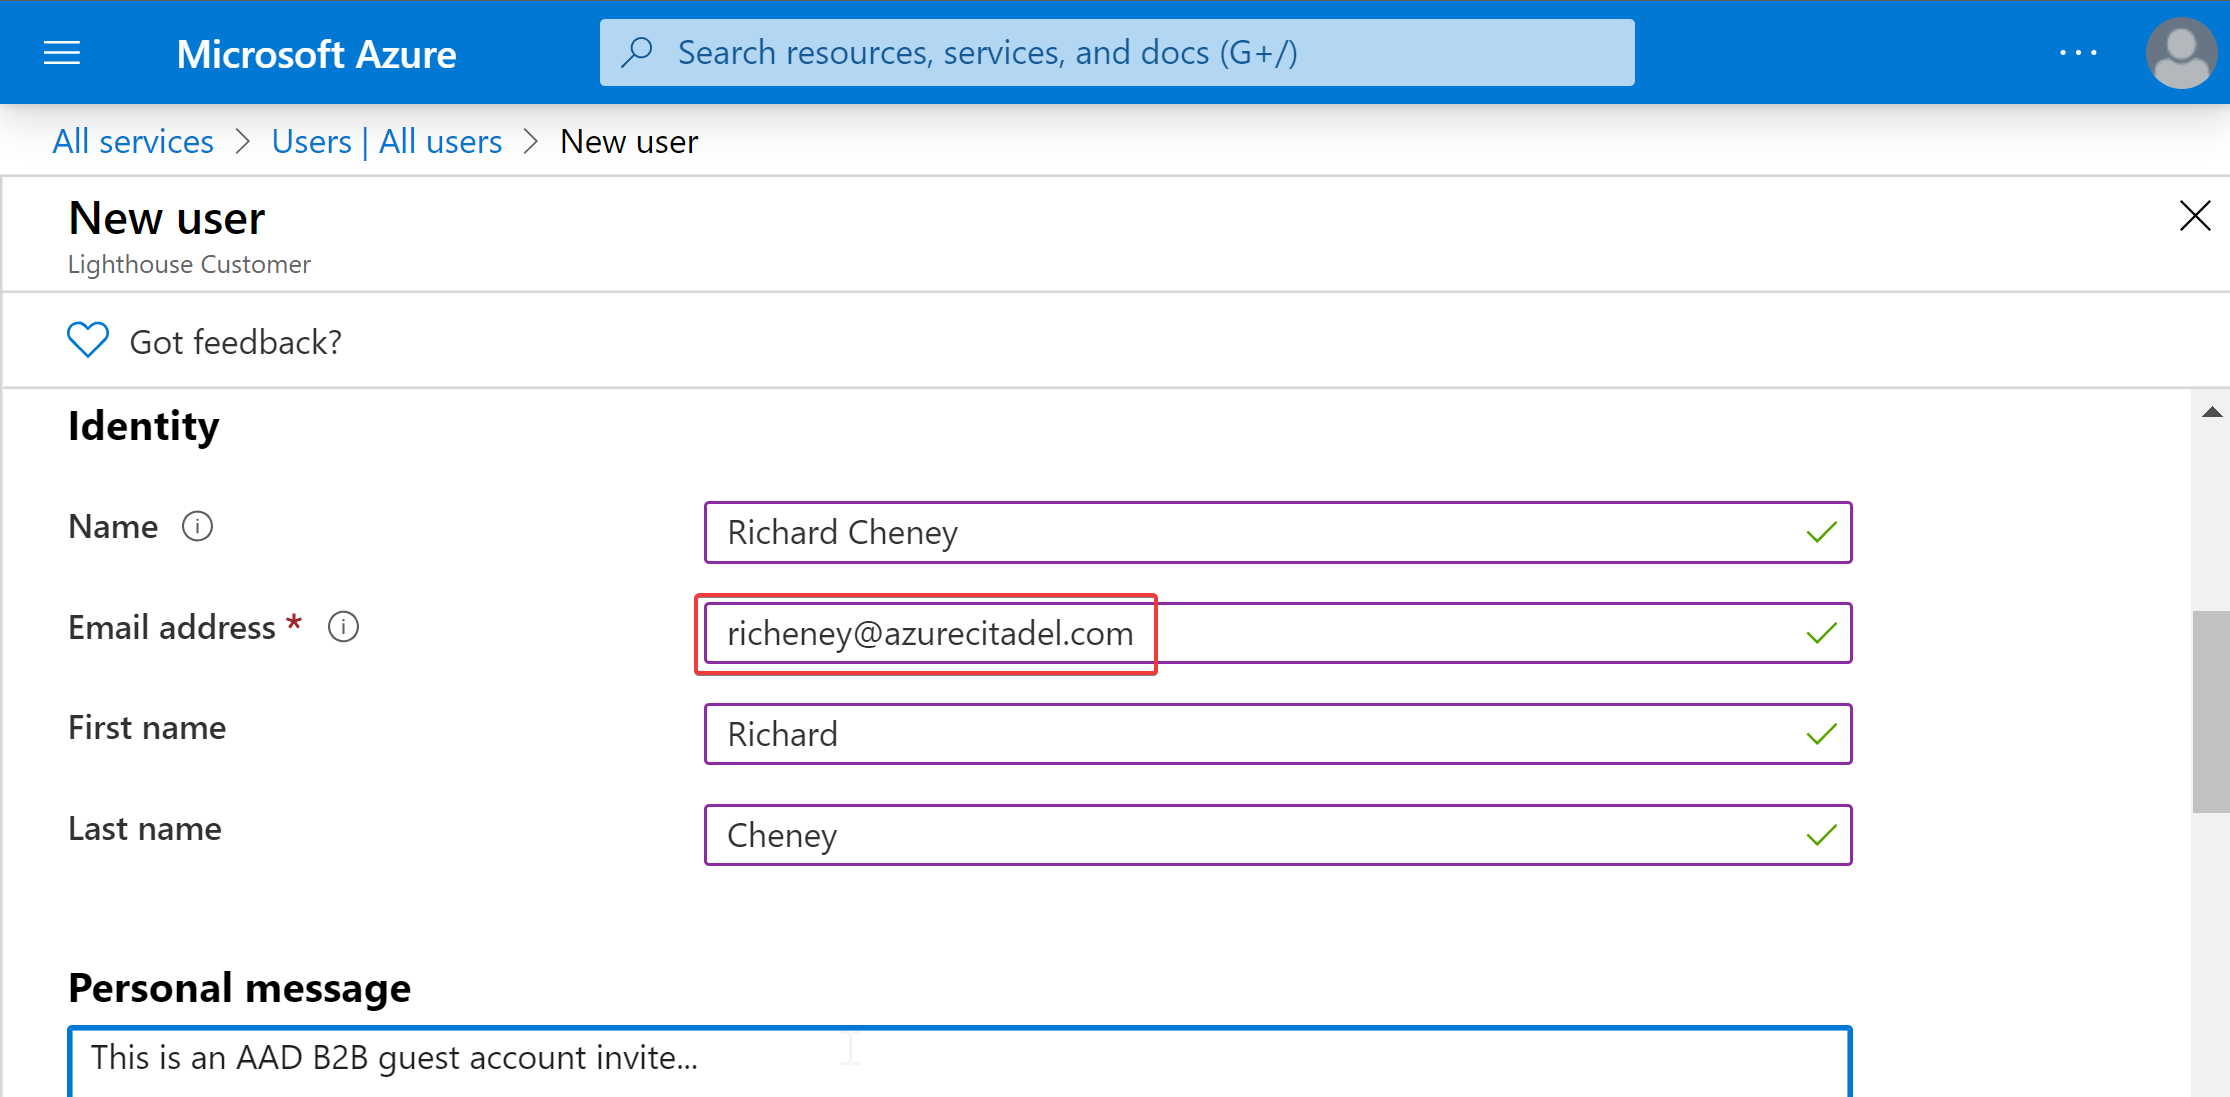 Microsoft Azure
Search resources, services, and docs (G+/)
All services > Users | All users > New user
New user
Lighthouse Customer
Got feedback?
Identity
Name
Richard Cheney
Email address *
richeney@azurecitadel.com
First name
Richard
Last name
Cheney
Personal message
This is an AAD B2B guest account invite...